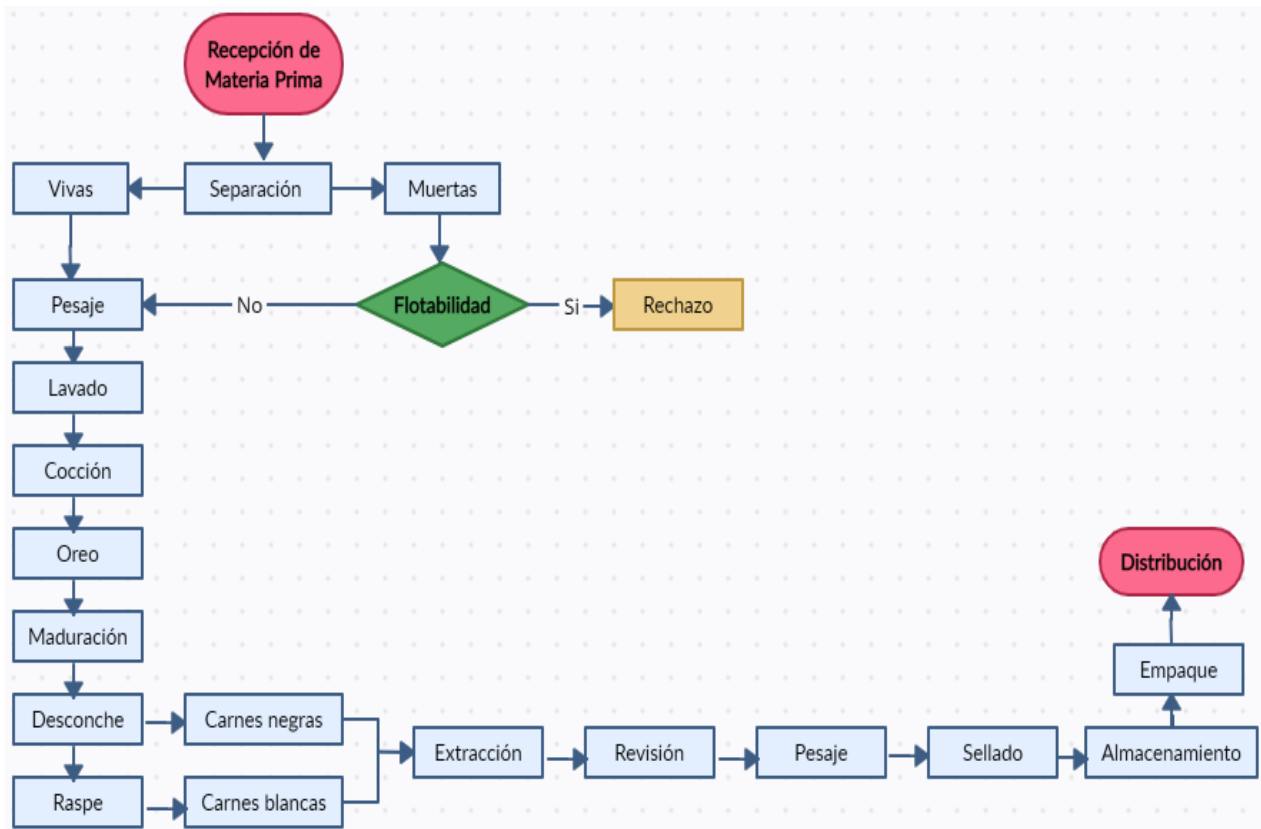 Recepción de
Materia Prima
Vivas
Separación
Muertas
Pesaje
No
Flotabilidad
Si
Rechazo
Lavado
Cocción
Oreo
Maduración
Desconche
Carnes negras
Raspe
Carnes blancas
Extracción
Revisión
Pesaje
Sellado
Almacenamiento
Empaque
Distribución